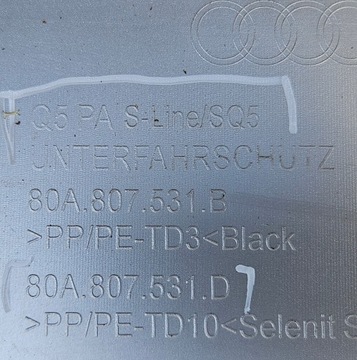 Q5 PA S-Line/SQ5
UNTERFAHRSCHUTZ
80A.807.531.B
>PP/PE-TD3<Black
80A.807.531.D
>PP/PE-TD10<Selenit S